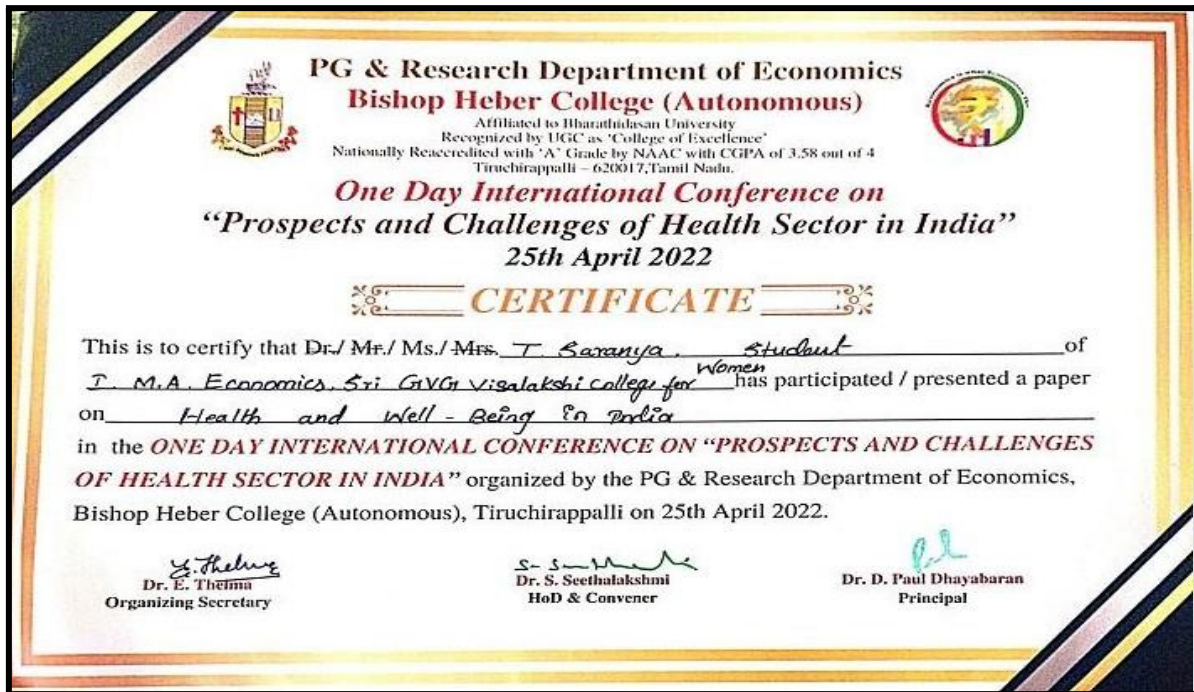 PG & Research Department of Economics
Bishop Heber College (Autonomous)
Affiliated to Bharathidasan University
Recognized by UGC as 'College of Excellence'
Nationally Reaccredited with 'A' Grade by NAAC with CGPA of 3.58 out of 4
Tiruchirappalli – 620017,Tamil Nadu.
One Day International Conference on
“Prospects and Challenges of Health Sector in India”
25th April 2022
CERTIFICATE
This is to certify that Dr./ Mr./ Ms./ Mrs. T. Saranya, Student of
I. M.A. Economics, Sri GVG Visalakshi College for Women has participated / presented a paper
on Health and Well - Being in India
in the ONE DAY INTERNATIONAL CONFERENCE ON “PROSPECTS AND CHALLENGES
OF HEALTH SECTOR IN INDIA” organized by the PG & Research Department of Economics,
Bishop Heber College (Autonomous), Tiruchirappalli on 25th April 2022.
E. Thelma
Dr. E. Thelma
Organizing Secretary
Dr. S. Seethalakshmi
HoD & Convener
Dr. D. Paul Dhayabaran
Principal